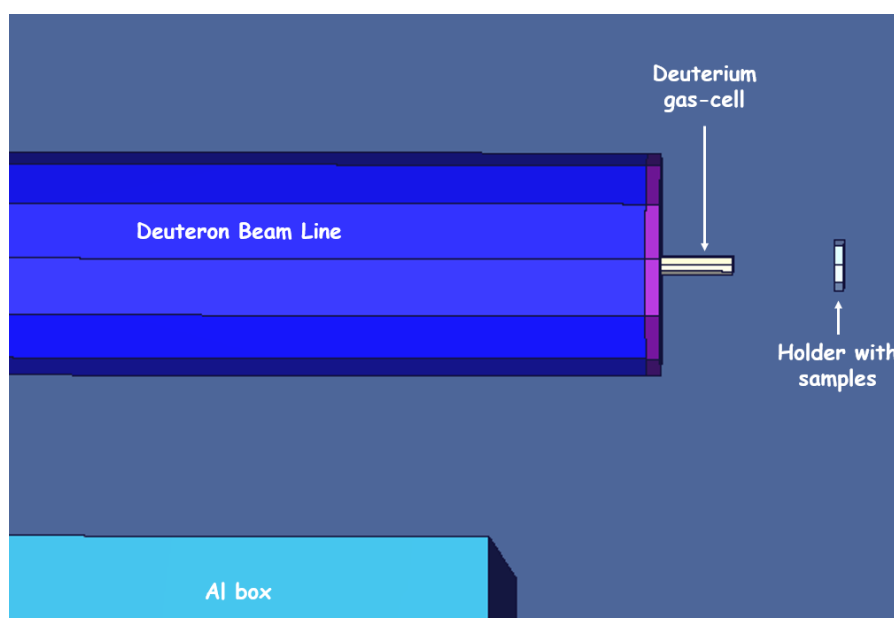 Deuterium
gas-cell
Deuteron Beam Line
Holder with
samples
Al box